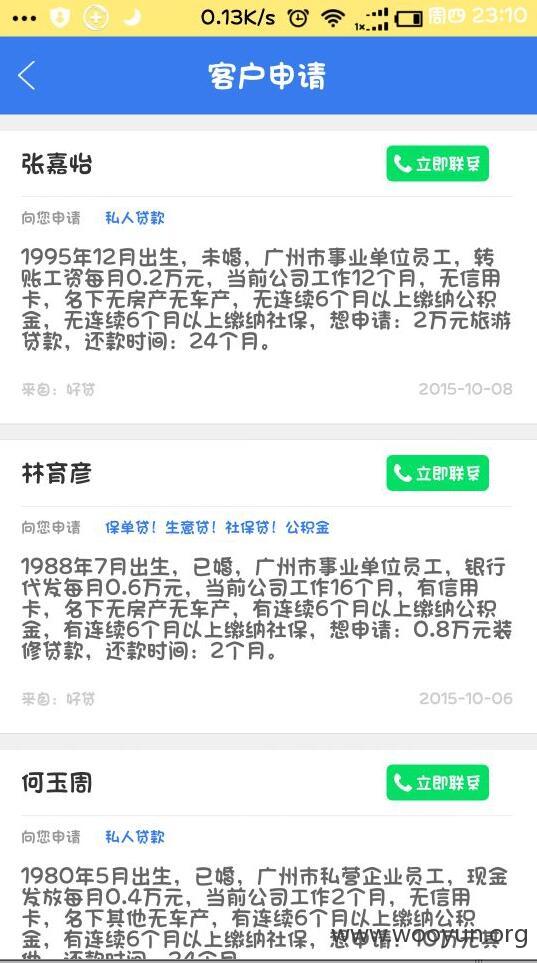 0.13K/s 1x 周四 23:10
客户申请
张嘉怡 立即联系
向您申请 私人贷款
1995年12月出生，未婚，广州市事业单位员工，转
账工资每月0.2万元，当前公司工作12个月，无信用
卡，名下无房产无车产，无连续6个月以上缴纳公积
金，无连续6个月以上缴纳社保，想申请：2万元旅游
贷款，还款时间：24个月。
来自：好贷 2015-10-08
林育彦 立即联系
向您申请 保单贷！生意贷！社保贷！公积金
1988年7月出生，已婚，广州市事业单位员工，银行
代发每月0.6万元，当前公司工作16个月，有信用
卡，名下无房产无车产，有连续6个月以上缴纳公积
金，有连续6个月以上缴纳社保，想申请：0.8万元装
修贷款，还款时间：2个月。
来自：好贷 2015-10-06
何玉周 立即联系
向您申请 私人贷款
1980年5月出生，已婚，广州市私营企业员工，现金
发放每月0.4万元，当前公司工作2个月，无信用
卡，名下其他无车产，有连续6个月以上缴纳公积
金，有连续6个月以上缴纳社保，想申请：10万元其
他，还款时间：24个月。
www.wooyun.org